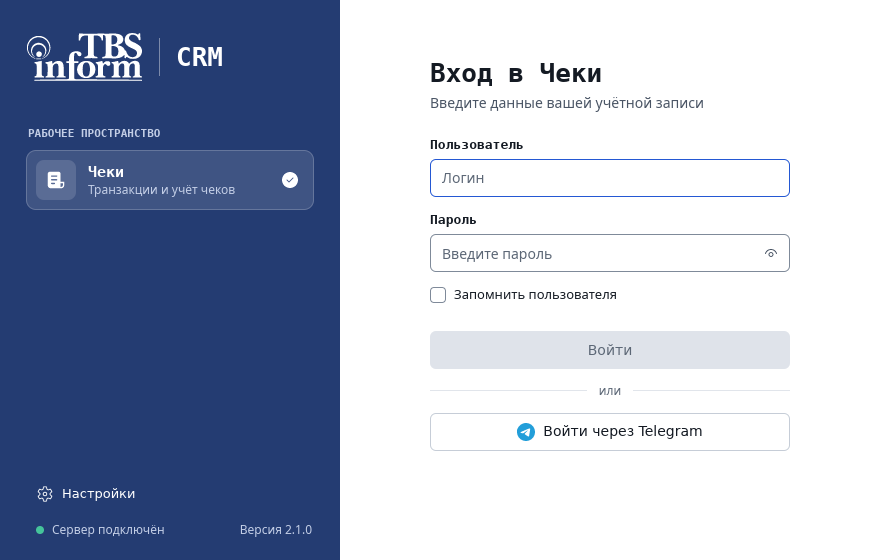 TBS
inform
CRM
РАБОЧЕЕ ПРОСТРАНСТВО
Чеки
Транзакции и учёт чеков
Настройки
Сервер подключён
Версия 2.1.0
Вход в Чеки
Введите данные вашей учётной записи
Пользователь
Логин
Пароль
Введите пароль
Запомнить пользователя
Войти
или
Войти через Telegram